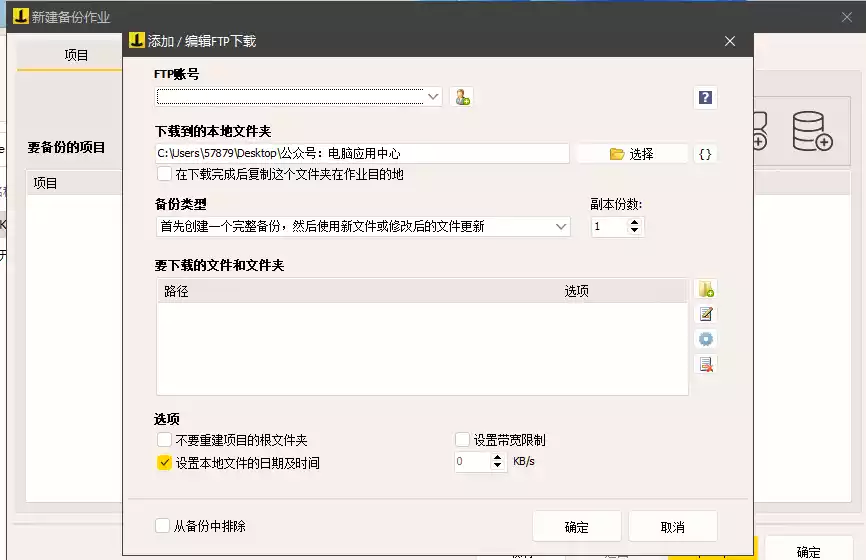 新建备份作业
添加 / 编辑FTP下载
项目
FTP账号
下载到的本地文件夹
C:\Users\57879\Desktop\公众号：电脑应用中心
选择
{}
在下载完成后复制这个文件夹在作业目的地
要备份的项目
项目
备份类型
副本份数:
首先创建一个完整备份，然后使用新文件或修改后的文件更新
1
要下载的文件和文件夹
路径
选项
选项
不要重建项目的根文件夹
设置带宽限制
设置本地文件的日期及时间
0
KB/s
从备份中排除
确定
取消
确定